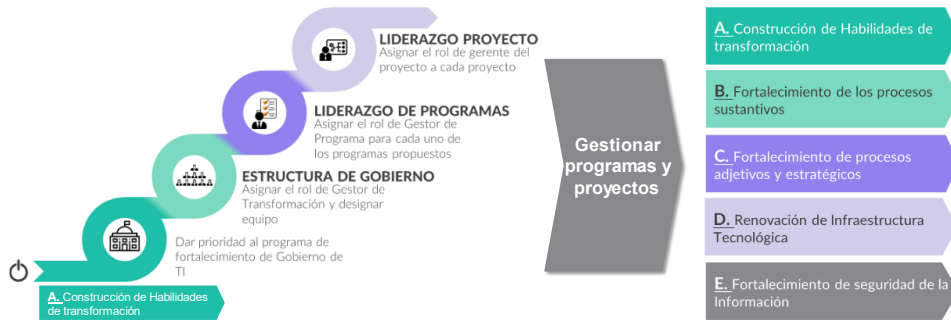 LIDERAZGO PROYECTO
Asignar el rol de gerente del
proyecto a cada proyecto
LIDERAZGO DE PROGRAMAS
Asignar el rol de Gestor de
Programa para cada uno de
los programas propuestos
ESTRUCTURA DE GOBIERNO
Asignar el rol de Gestor de
Transformación y designar
equipo
Dar prioridad al programa de
fortalecimiento de Gobierno de
TI
A. Construcción de Habilidades
de transformación
Gestionar
programas y
proyectos
A. Construcción de Habilidades de
transformación
B. Fortalecimiento de los procesos
sustantivos
C. Fortalecimiento de procesos
adjetivos y estratégicos
D. Renovación de Infraestructura
Tecnológica
E. Fortalecimiento de seguridad de la
Información